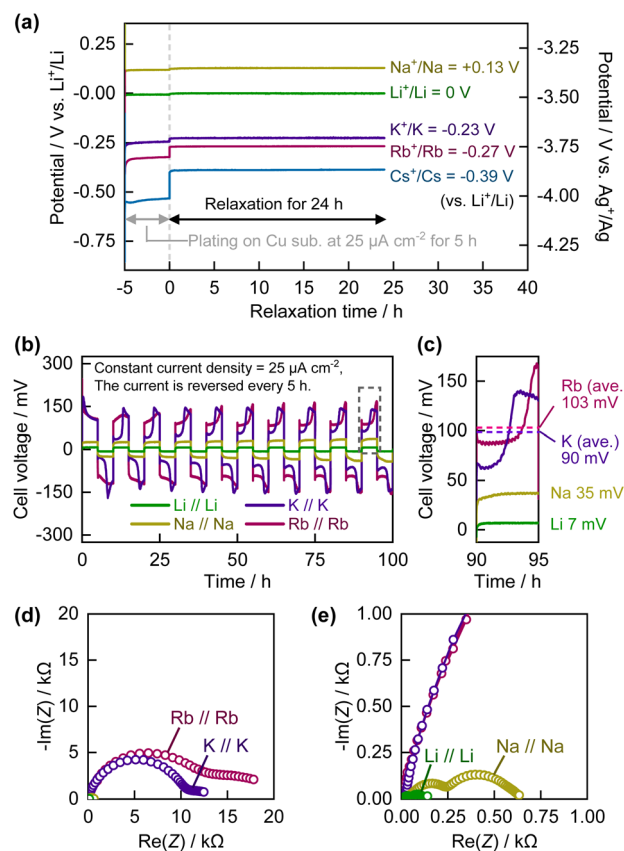 (a)
0.25
-0.00
-0.25
-0.50
-0.75
Potential / V vs. Li⁺/Li
Na⁺/Na = +0.13 V
Li⁺/Li = 0 V
K⁺/K = -0.23 V
Rb⁺/Rb = -0.27 V
Cs⁺/Cs = -0.39 V
(vs. Li⁺/Li)
Relaxation for 24 h
Plating on Cu sub. at 25 μA cm⁻² for 5 h
-3.25
-3.50
-3.75
-4.00
-4.25
Potential / V vs. Ag⁺/Ag
-5 0 5 10 15 20 25 30 35 40
Relaxation time / h
(b)
300
150
0
-150
-300
Cell voltage / mV
Constant current density = 25 μA cm⁻²,
The current is reversed every 5 h.
Li // Li K // K
Na // Na Rb // Rb
0 25 50 75 100
Time / h
(c)
150
100
50
0
Cell voltage / mV
Rb (ave.)
103 mV
K (ave.)
90 mV
Na 35 mV
Li 7 mV
90 95
Time / h
(d)
20
15
10
5
0
-Im(Z) / kΩ
Rb // Rb
K // K
0 5 10 15 20
Re(Z) / kΩ
(e)
1.00
0.75
0.50
0.25
0.00
-Im(Z) / kΩ
Li // Li
Na // Na
0.00 0.25 0.50 0.75 1.00
Re(Z) / kΩ